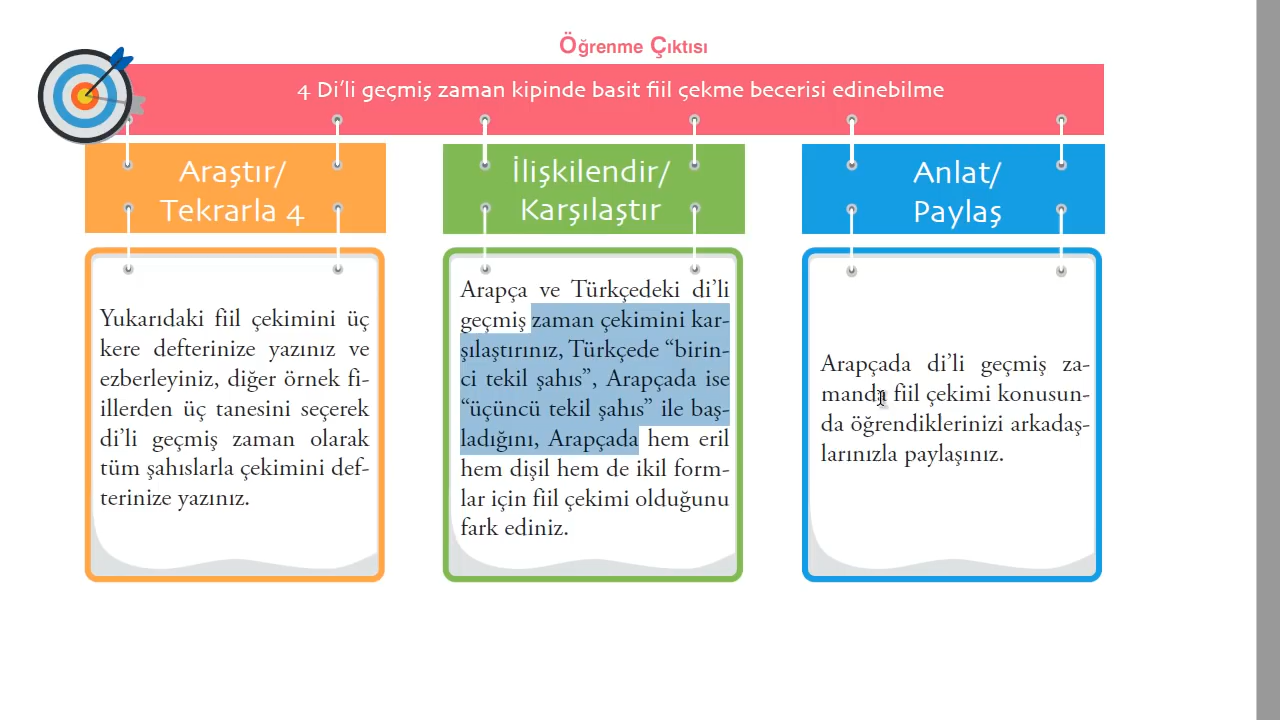 Öğrenme Çıktısı
4 Di’li geçmiş zaman kipinde basit fiil çekme becerisi edinebilme
Araştır/
Tekrarla 4
Yukarıdaki fiil çekimini üç
kere defterinize yazınız ve
ezberleyiniz, diğer örnek fi-
illerden üç tanesini seçerek
di’li geçmiş zaman olarak
tüm şahıslarla çekimini def-
terinize yazınız.
İlişkilendir/
Karşılaştır
Arapça ve Türkçedeki di’li
geçmiş zaman çekimini kar-
şılaştırınız, Türkçede “birin-
ci tekil şahıs”, Arapçada ise
“üçüncü tekil şahıs” ile baş-
ladığını, Arapçada hem eril
hem dişil hem de ikil form-
lar için fiil çekimi olduğunu
fark ediniz.
Anlat/
Paylaş
Arapçada di’li geçmiş za-
manda fiil çekimi konusun-
da öğrendiklerinizi arkadaş-
larınızla paylaşınız.